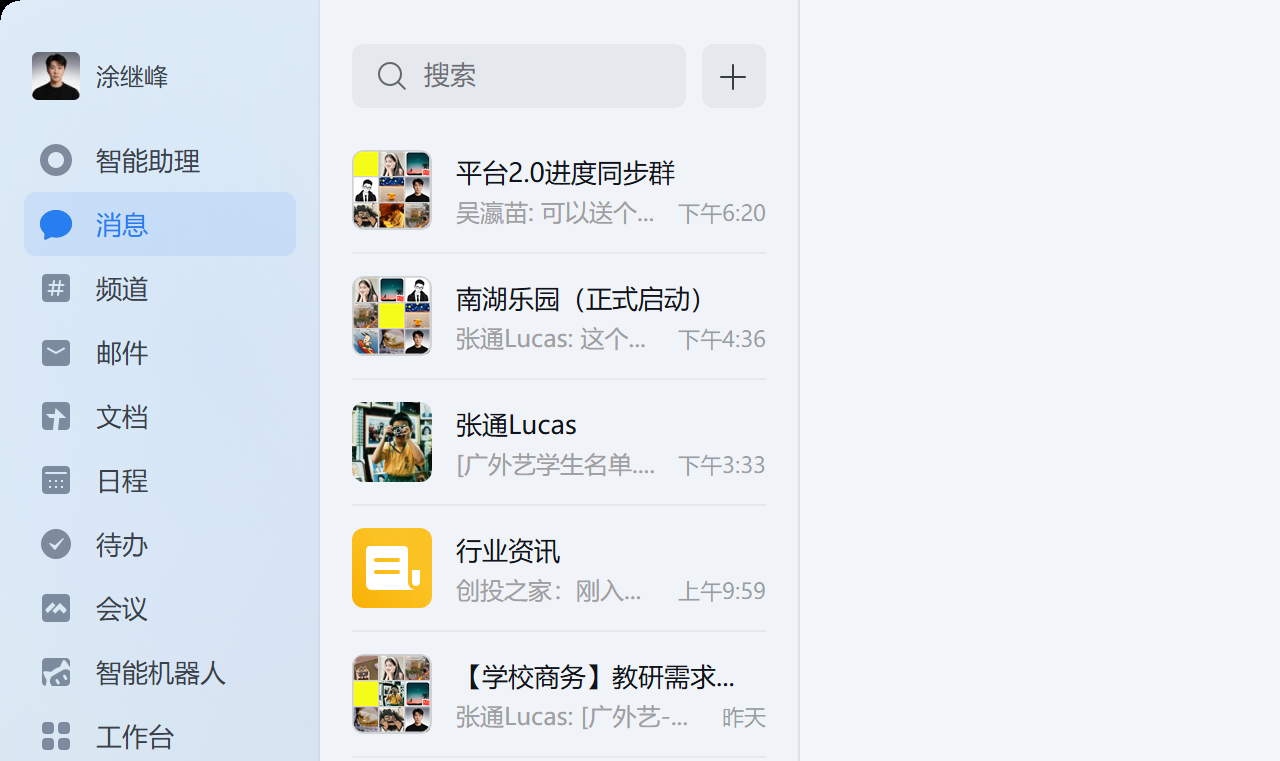 涂继峰
智能助理
消息
频道
邮件
文档
日程
待办
会议
智能机器人
工作台
搜索
平台2.0进度同步群
吴瀛苗: 可以送个... 下午6:20
南湖乐园（正式启动）
张通Lucas: 这个... 下午4:36
张通Lucas
[广外艺学生名单.... 下午3:33
行业资讯
创投之家：刚入... 上午9:59
【学校商务】教研需求...
张通Lucas: [广外艺-... 昨天